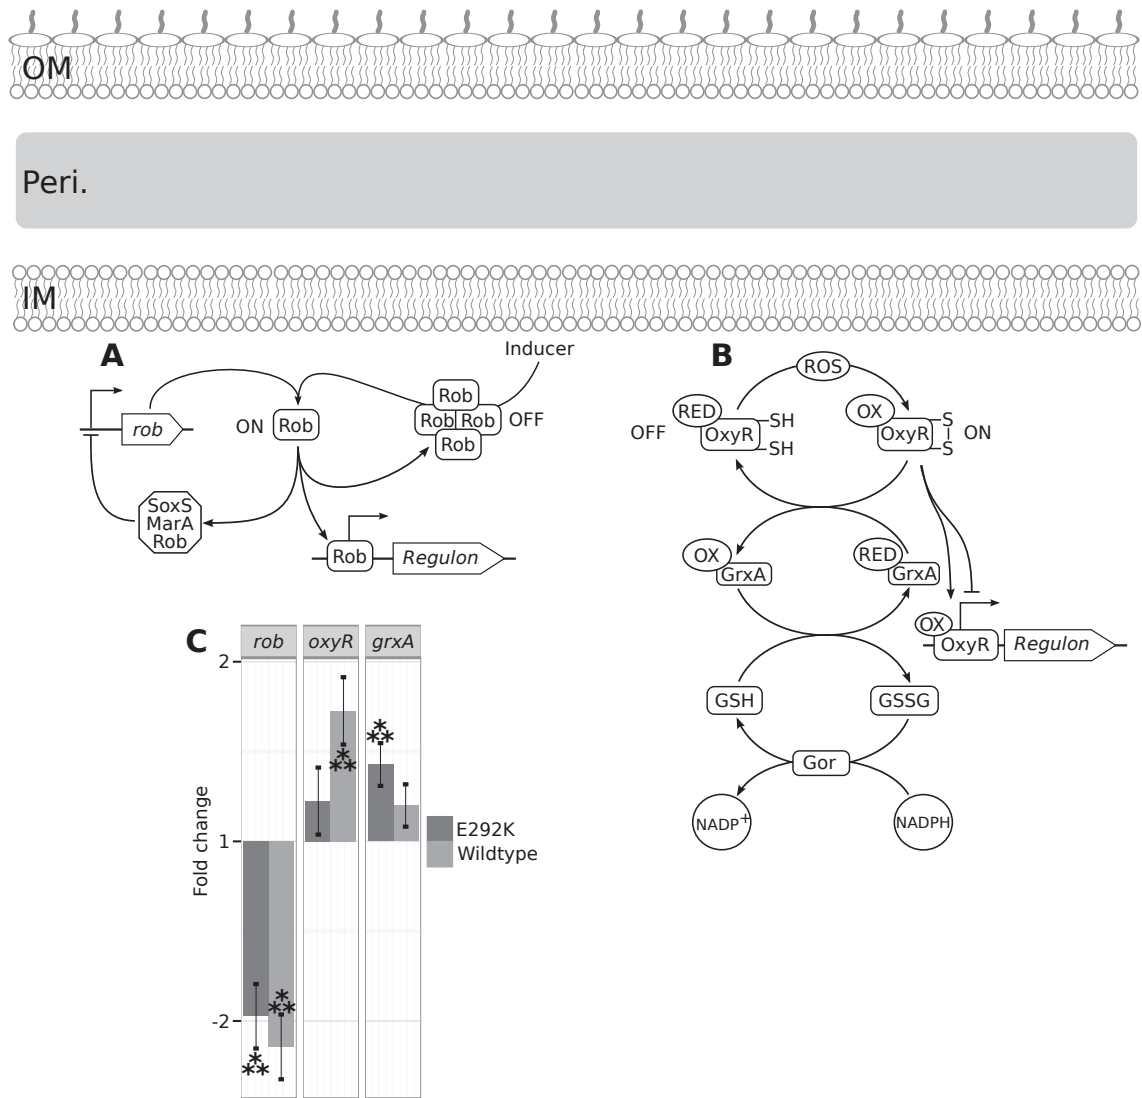 OM
Peri.
IM
A
Inducer
rob
ON
Rob
Rob
Rob
Rob
Rob
OFF
SoxS
MarA
Rob
Rob
Regulon
B
ROS
RED
OxyR
SH
SH
OFF
OX
OxyR
S
S
ON
OX
GrxA
RED
GrxA
OX
OxyR
Regulon
GSH
GSSG
Gor
NADP+
NADPH
C
rob
oxyR
grxA
2
1
-2
Fold change
***
***
***
***
E292K
Wildtype